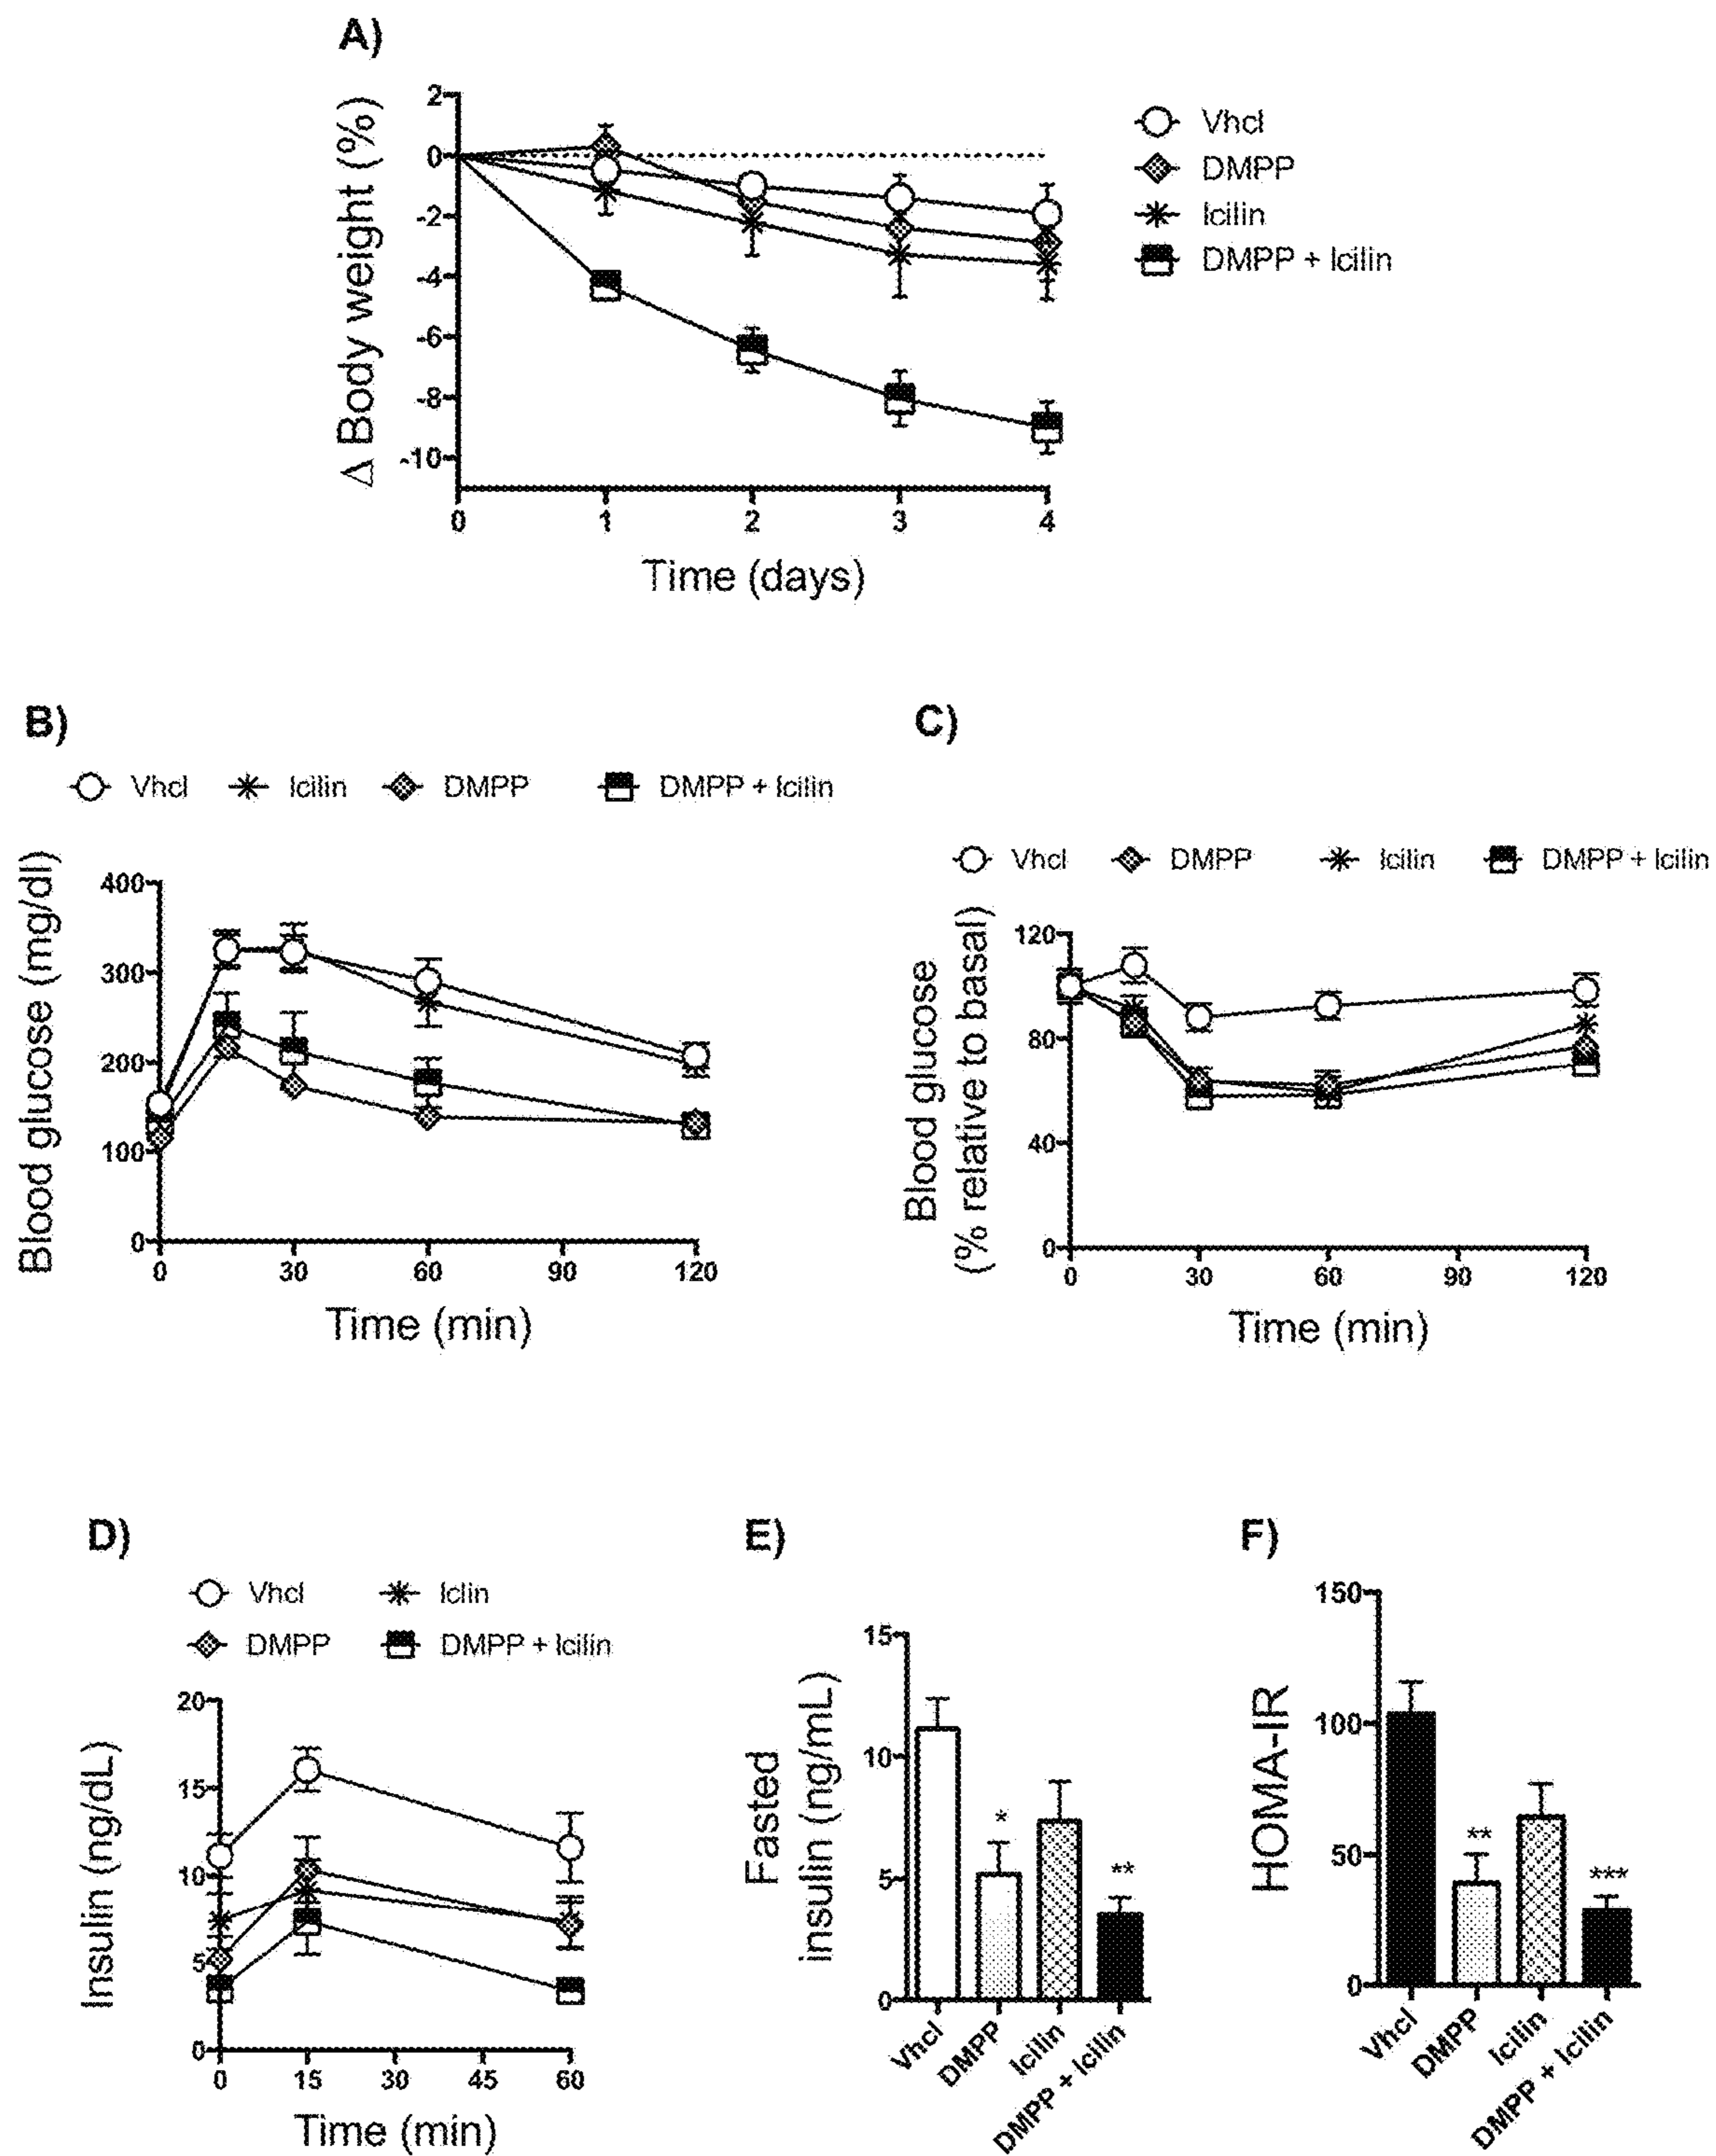 A)
Δ Body weight (%)
2
0
-2
-4
-6
-8
-10
0 1 2 3 4
Time (days)
Vhcl
DMPP
Icilin
DMPP + Icilin
B)
Vhcl Icilin DMPP DMPP + Icilin
Blood glucose (mg/dl)
400
300
200
100
0
0 30 60 90 120
Time (min)
C)
Vhcl DMPP Icilin DMPP + Icilin
Blood glucose
(% relative to basal)
120
80
40
0
0 30 60 90 120
Time (min)
D)
Vhcl Iclin
DMPP DMPP + Icilin
Insulin (ng/dL)
20
15
10
5
0
0 15 30 45 60
Time (min)
E)
Fasted
insulin (ng/mL)
15
10
5
0
*
**
Vhcl
DMPP
Icilin
DMPP + Icilin
F)
HOMA-IR
150
100
50
0
**
***
Vhcl
DMPP
Icilin
DMPP + Icilin